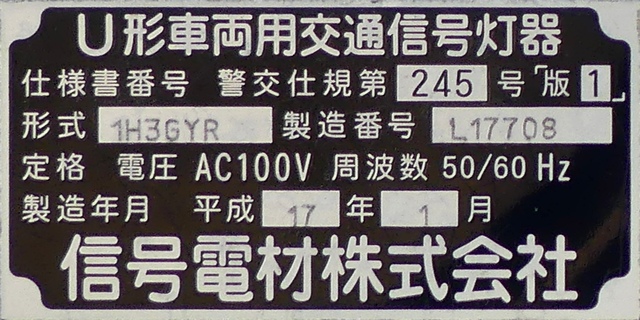 U形車両用交通信号灯器
仕様書番号 警交仕規第 245 号「版 1」
形式 1H3GYR 製造番号 L17708
定格 電圧 AC100V 周波数 50/60 Hz
製造年月 平成 17 年 1 月
信号電材株式会社